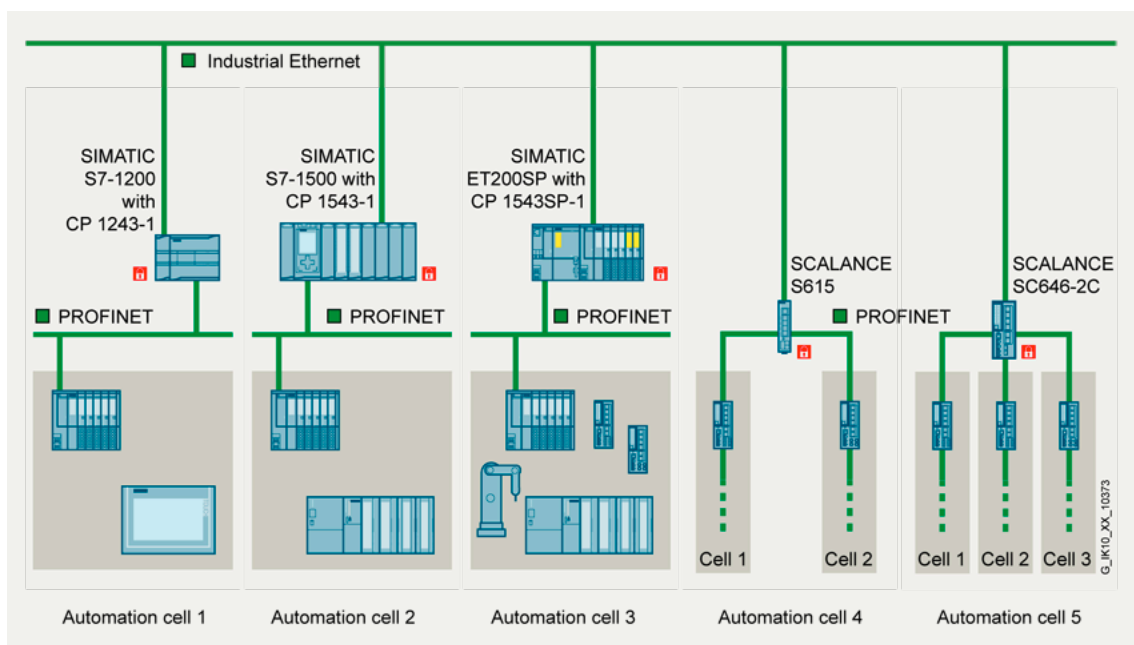 Industrial Ethernet
SIMATIC
S7-1200
with
CP 1243-1
SIMATIC
S7-1500 with
CP 1543-1
SIMATIC
ET200SP with
CP 1543SP-1
SCALANCE
S615
SCALANCE
SC646-2C
PROFINET
PROFINET
PROFINET
PROFINET
Cell 1
Cell 2
Cell 1
Cell 2
Cell 3
G_IK10_XX_10373
Automation cell 1
Automation cell 2
Automation cell 3
Automation cell 4
Automation cell 5